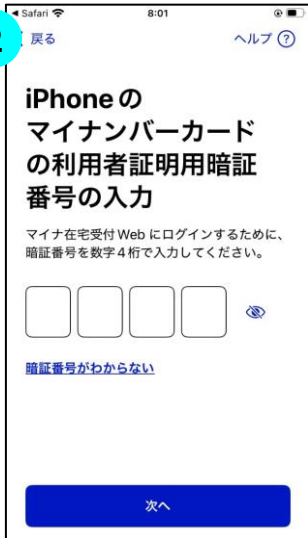 Safari 8:01
2
戻る ヘルプ ?
iPhoneの
マイナンバーカード
の利用者証明用暗証
番号の入力
マイナ在宅受付Webにログインするために、
暗証番号を数字4桁で入力してください。
暗証番号がわからない
次へ